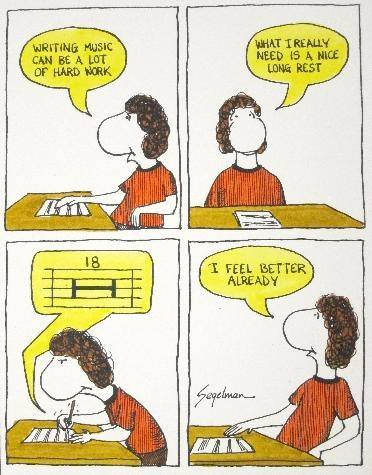 WRITING MUSIC
CAN BE A LOT
OF HARD WORK
WHAT I REALLY
NEED IS A NICE
LONG REST
18
I FEEL BETTER
ALREADY
Segelman